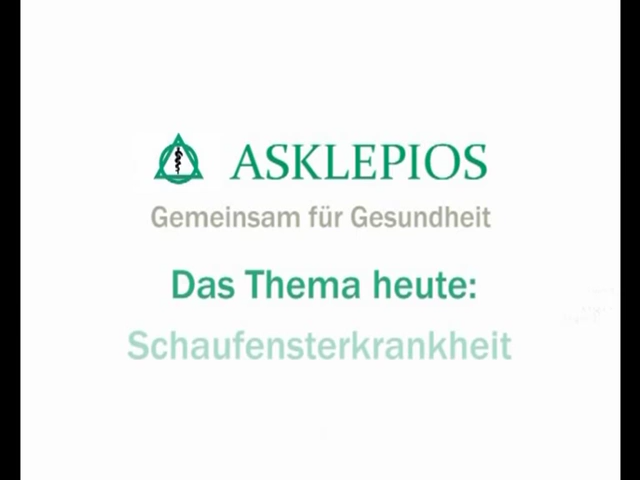 ASKLEPIOS
Gemeinsam für Gesundheit
Das Thema heute:
Schaufensterkrankheit